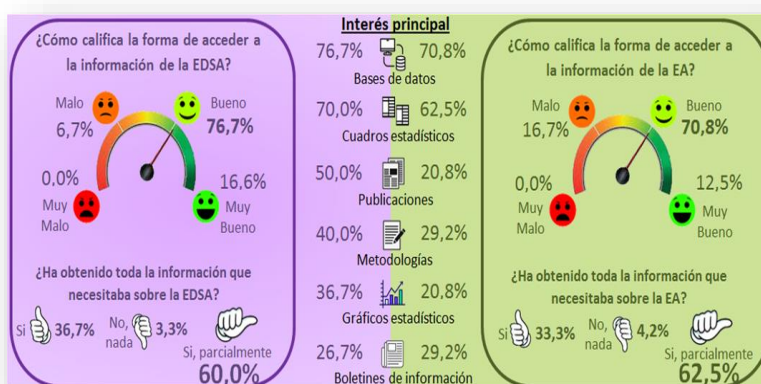 ¿Cómo califica la forma de acceder a
la información de la EDSA?
Malo
6,7%
Bueno
76,7%
0,0%
Muy
Malo
16,6%
Muy
Bueno
¿Ha obtenido toda la información que
necesitaba sobre la EDSA?
Si 36,7%
No,
nada
3,3%
Si, parcialmente
60,0%
Interés principal
76,7% 70,8%
Bases de datos
70,0% 62,5%
Cuadros estadísticos
50,0% 20,8%
Publicaciones
40,0% 29,2%
Metodologías
36,7% 20,8%
Gráficos estadísticos
26,7% 29,2%
Boletines de información
¿Cómo califica la forma de acceder a
la información de la EA?
Malo
16,7%
Bueno
70,8%
0,0%
Muy
Malo
12,5%
Muy
Bueno
¿Ha obtenido toda la información que
necesitaba sobre la EA?
Si 33,3%
No,
nada
4,2%
Si, parcialmente
62,5%